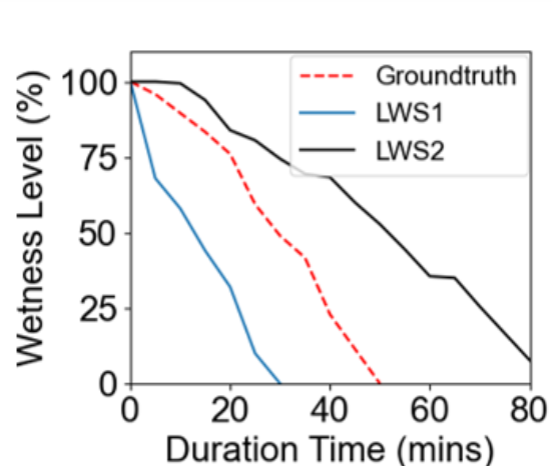 Wetness Level (%)
100
75
50
25
0
Groundtruth
LWS1
LWS2
0 20 40 60 80
Duration Time (mins)